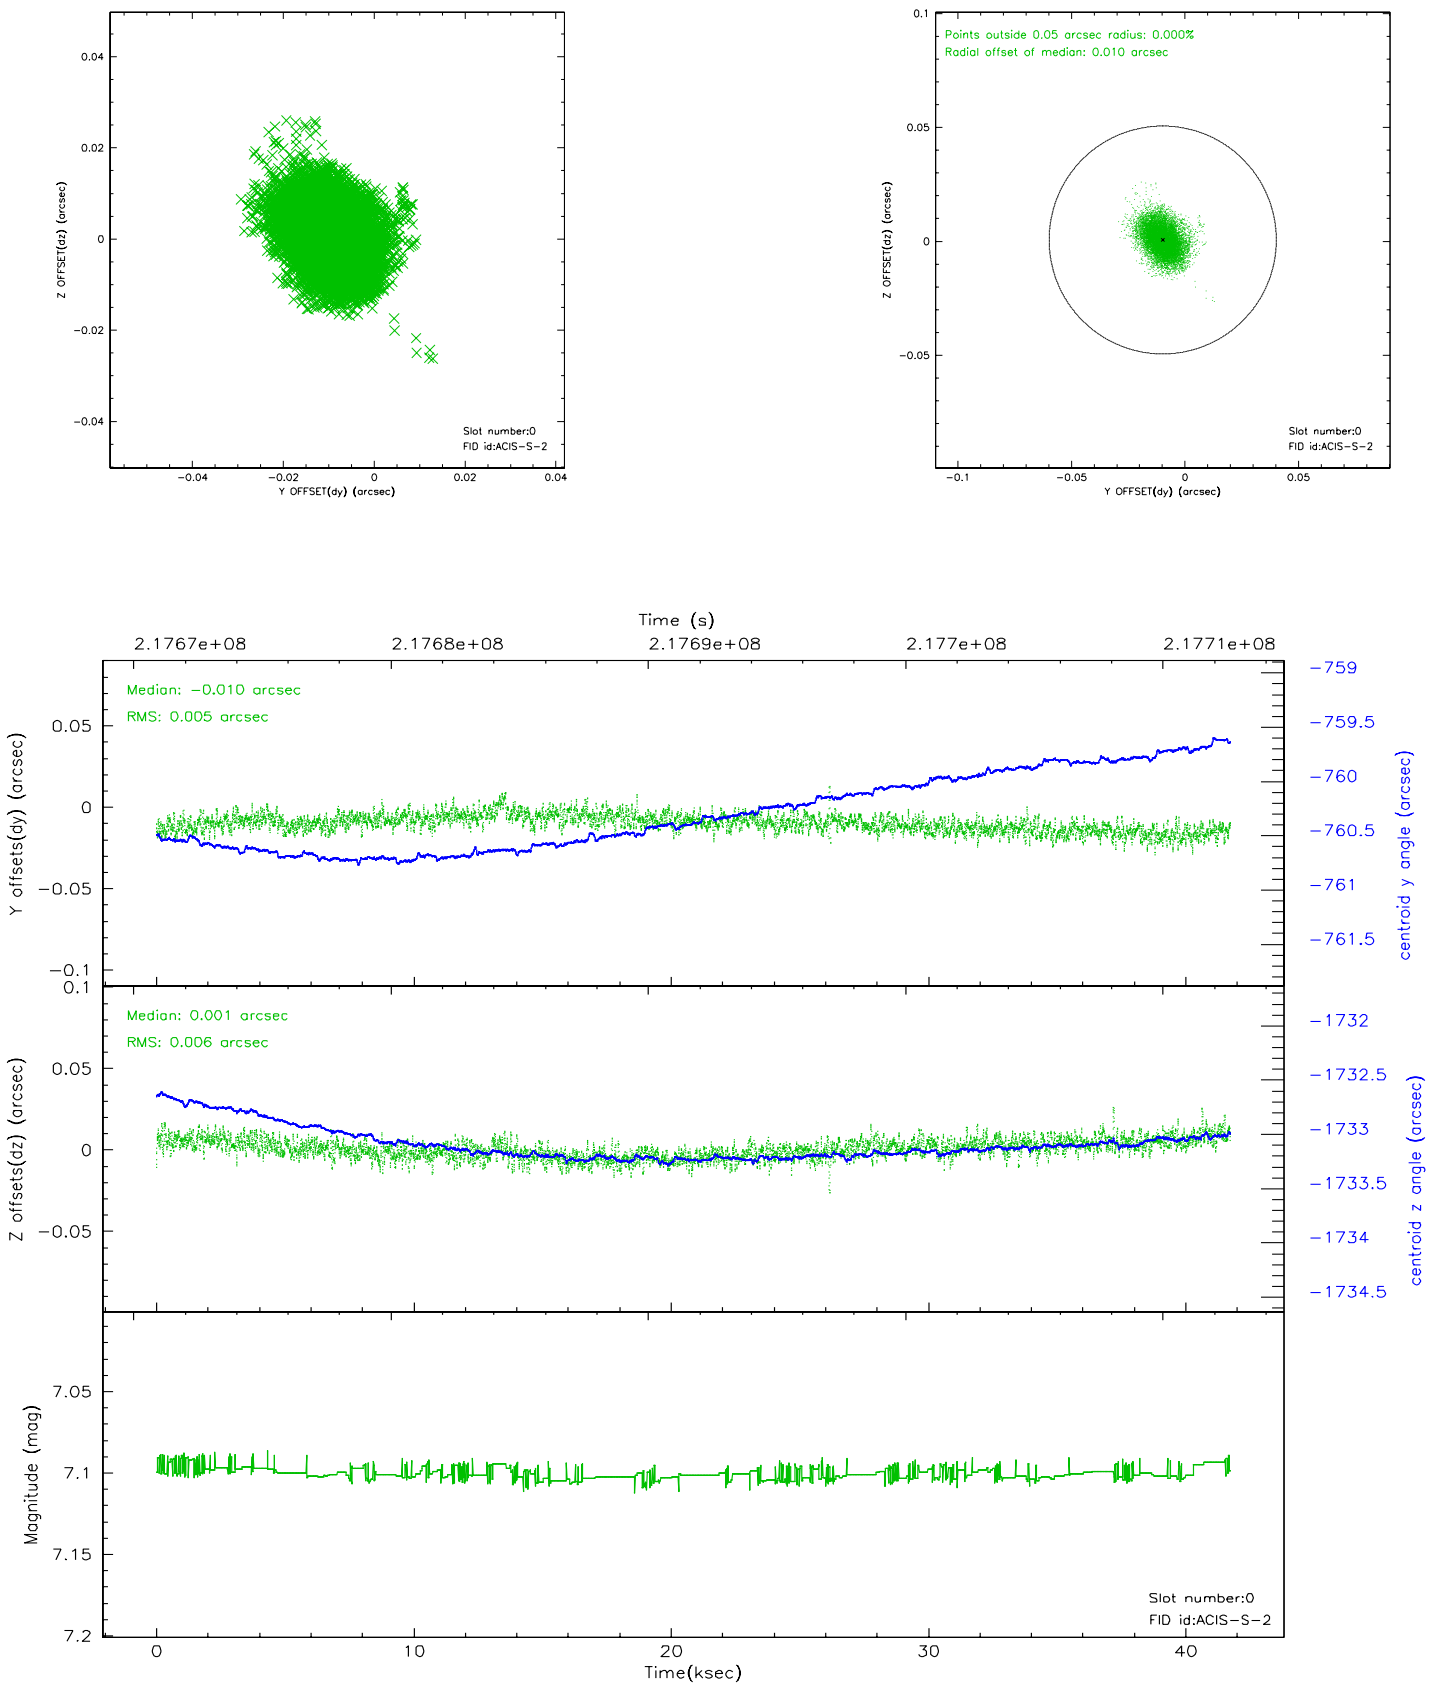 0.04
0.02
0
−0.02
−0.04
Z OFFSET(dz) (arcsec)
Slot number:0
FID id:ACIS−S−2
−0.04
−0.02
0
0.02
0.04
Y OFFSET(dy) (arcsec)
0.1
0.05
0
−0.05
Z OFFSET(dz) (arcsec)
Points outside 0.05 arcsec radius: 0.000%
Radial offset of median: 0.010 arcsec
Slot number:0
FID id:ACIS−S−2
−0.1
−0.05
0
0.05
Y OFFSET(dy) (arcsec)
Time (s)
2.1767e+08
2.1768e+08
2.1769e+08
2.177e+08
2.1771e+08
Median: −0.010 arcsec
RMS: 0.005 arcsec
0.05
0
−0.05
−0.1
Y offsets(dy) (arcsec)
−759
−759.5
−760
−760.5
−761
−761.5
centroid y angle (arcsec)
Median: 0.001 arcsec
RMS: 0.006 arcsec
0.1
0.05
0
−0.05
Z offsets(dz) (arcsec)
−1732
−1732.5
−1733
−1733.5
−1734
−1734.5
centroid z angle (arcsec)
7.05
7.1
7.15
7.2
Magnitude (mag)
Slot number:0
FID id:ACIS−S−2
0
10
20
30
40
Time(ksec)